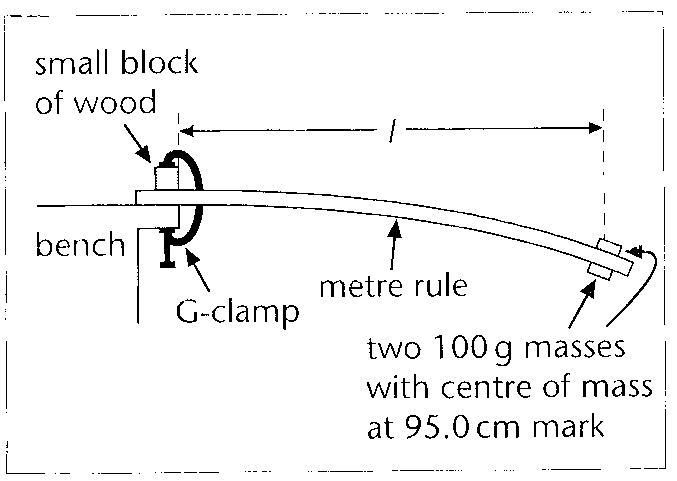 small block
of wood
l
bench
metre rule
G-clamp
two 100 g masses
with centre of mass
at 95.0 cm mark